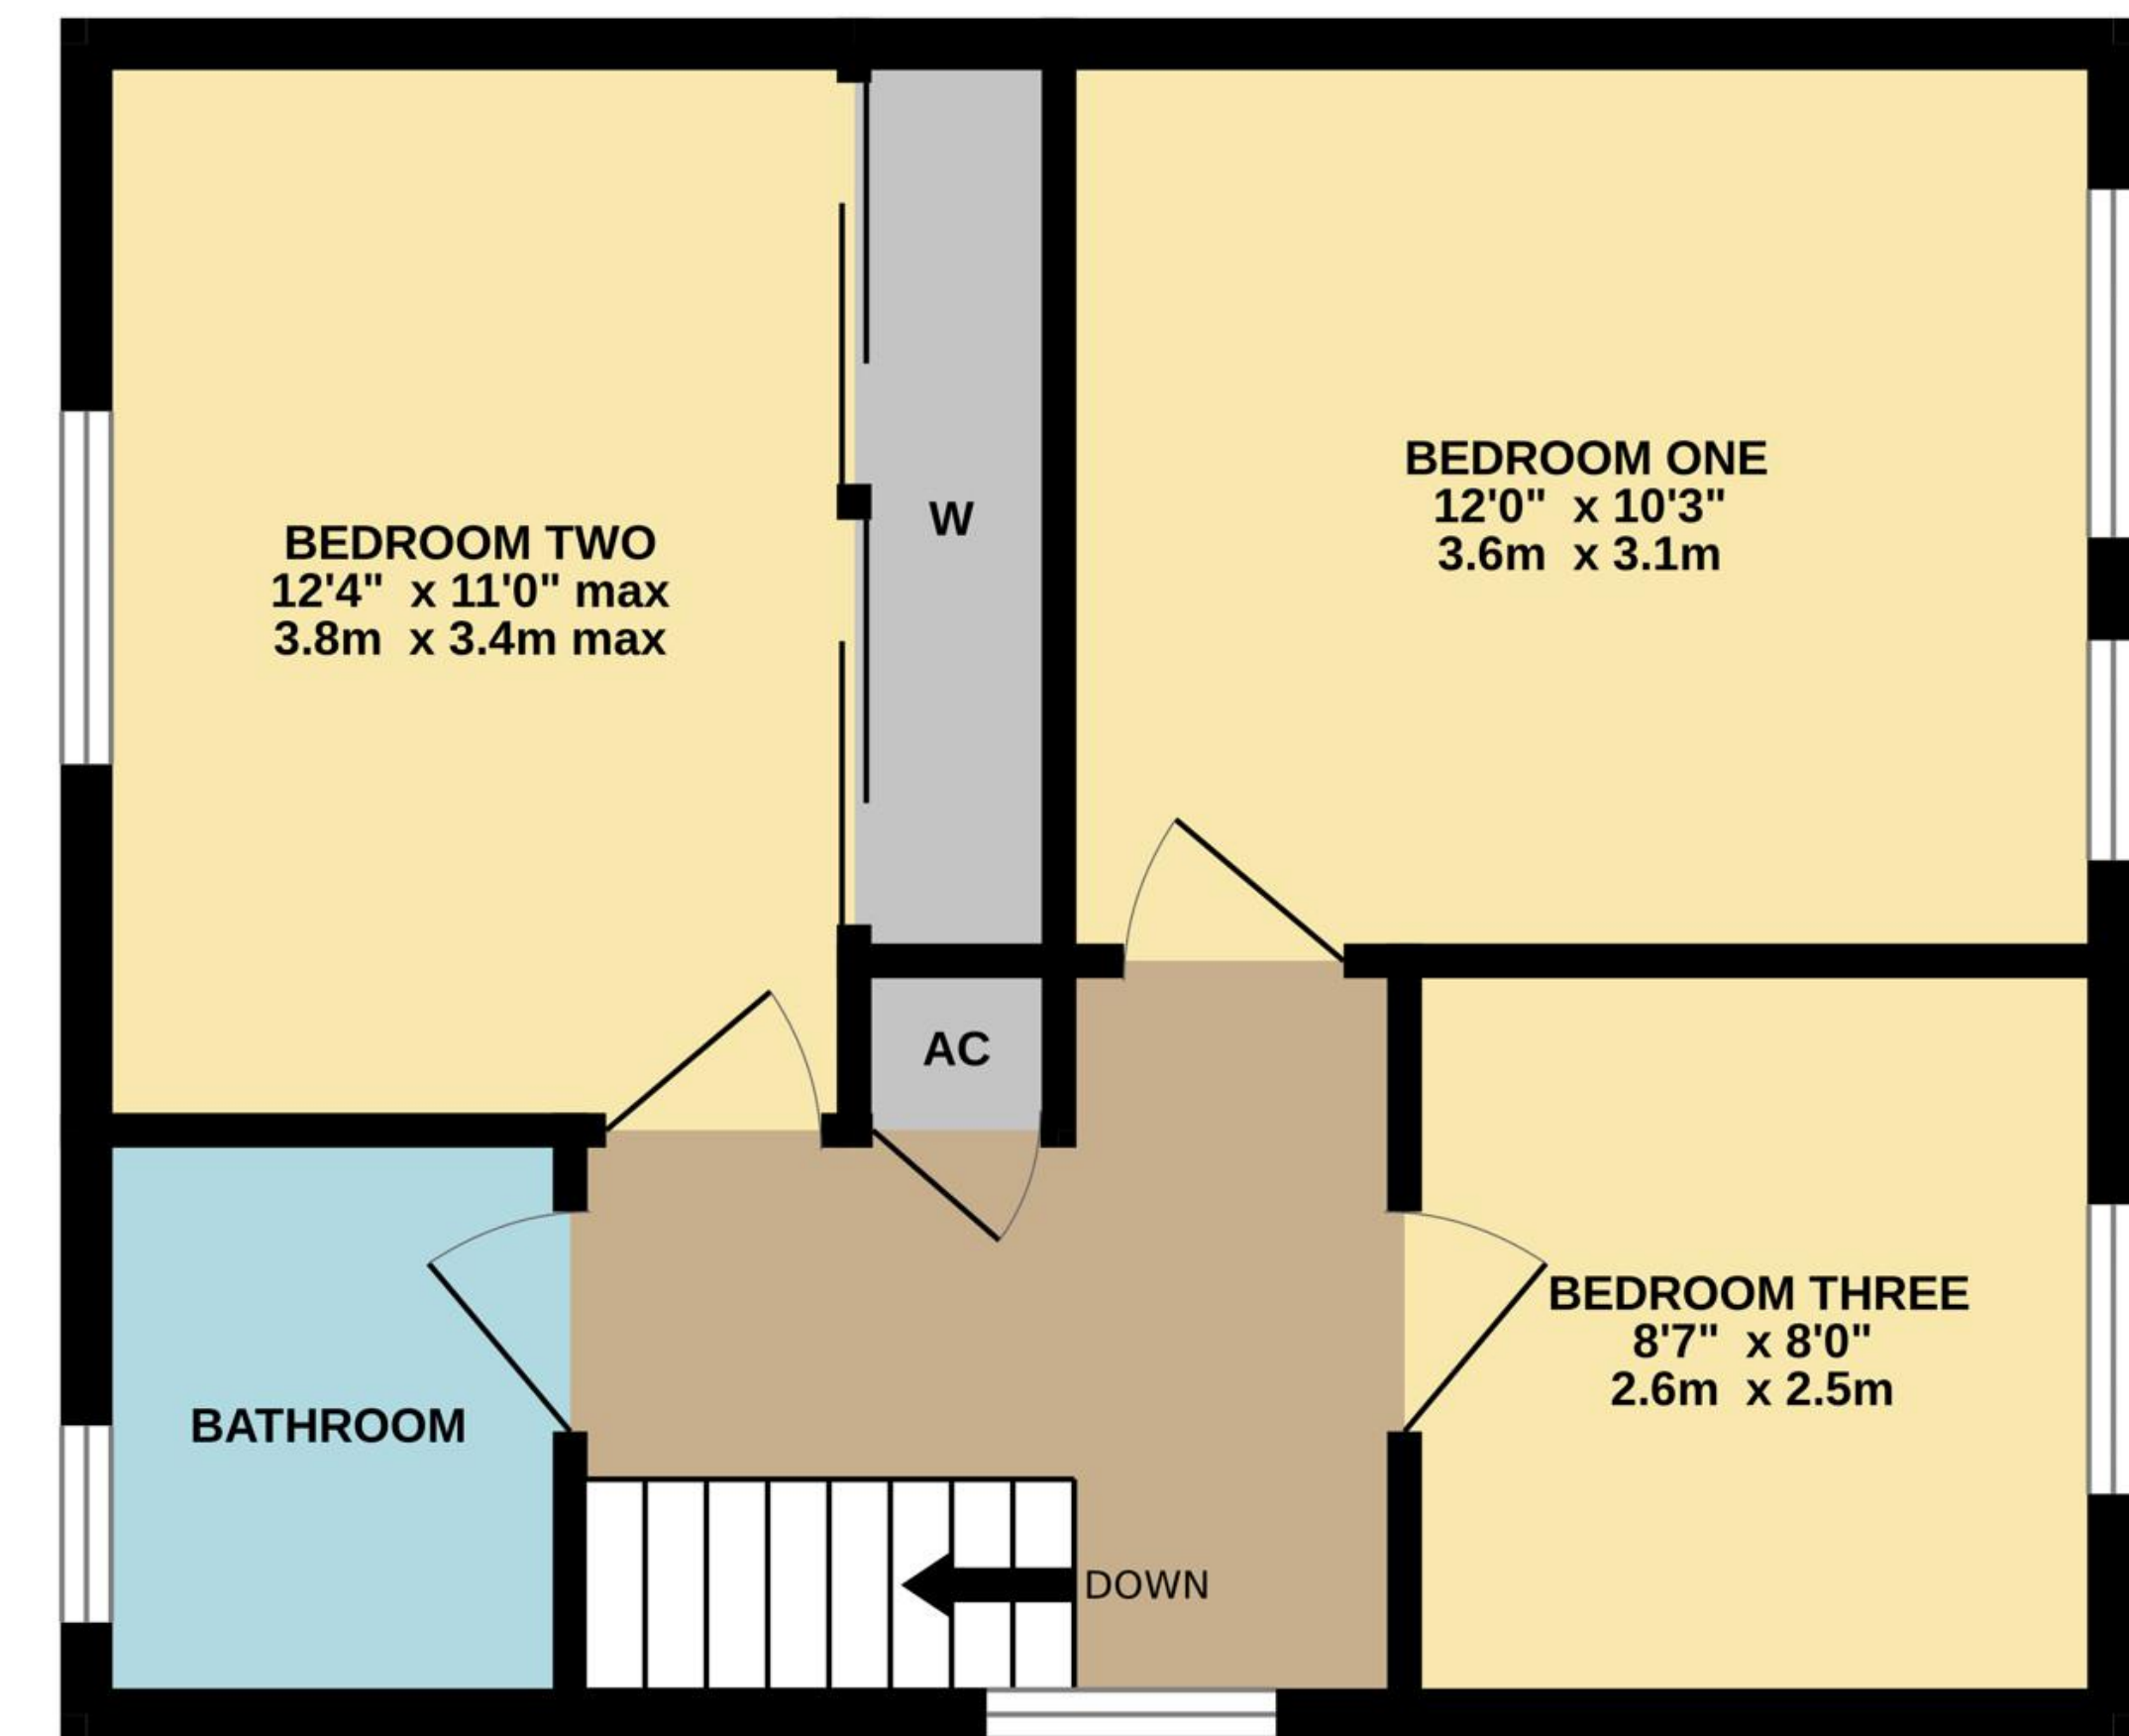 BEDROOM ONE
12'0"  x 10'3"
3.6m  x 3.1m
W
BEDROOM TWO
12'4"  x 11'0" max
3.8m  x 3.4m max
AC
BEDROOM THREE
8'7"  x 8'0"
2.6m  x 2.5m
BATHROOM
DOWN